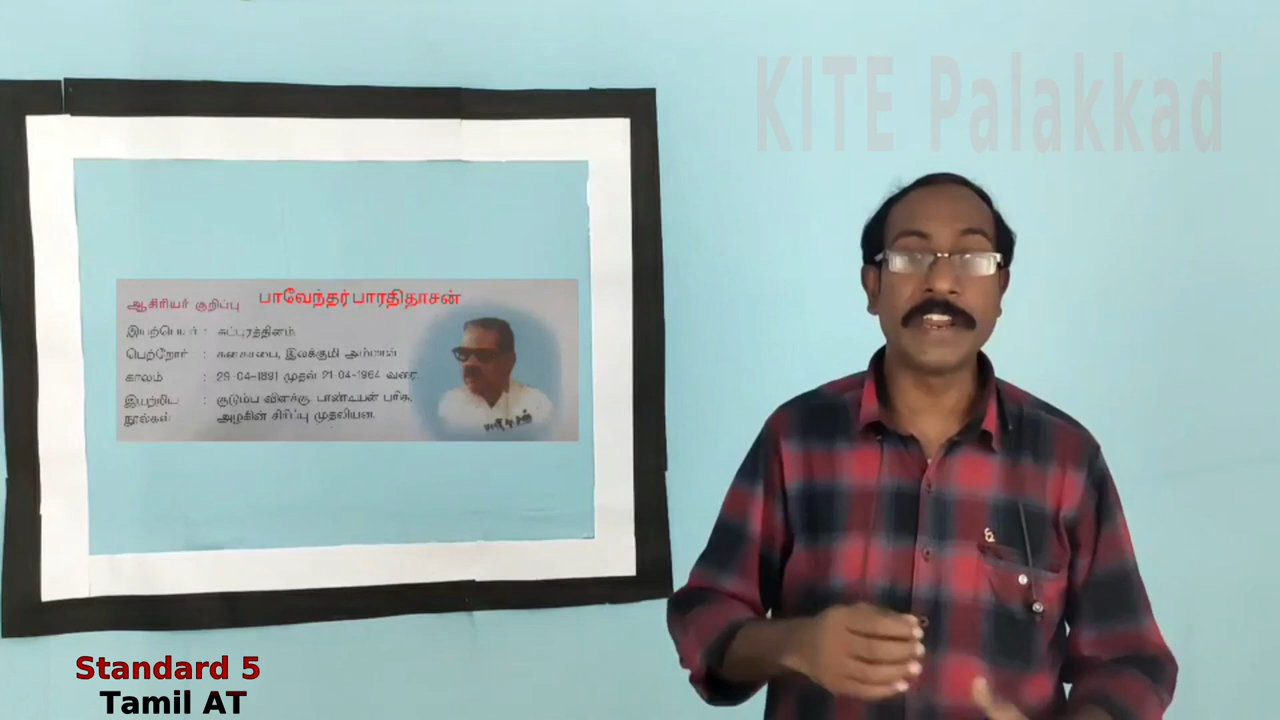 KITE Palakkad
ஆசிரியர் குறிப்பு பாவேந்தர் பாரதிதாசன்
இயற்பெயர் : சுப்புரத்தினம்
பெற்றோர் : கனகசபை, இலக்குமி அம்மாள்
காலம் : 29-04-1891 முதல் 21-04-1964 வரை
இயற்றிய : குடும்ப விளக்கு, பாண்டியன் பரிசு,
நூல்கள் அழகின் சிரிப்பு முதலியன.
Standard 5
Tamil AT